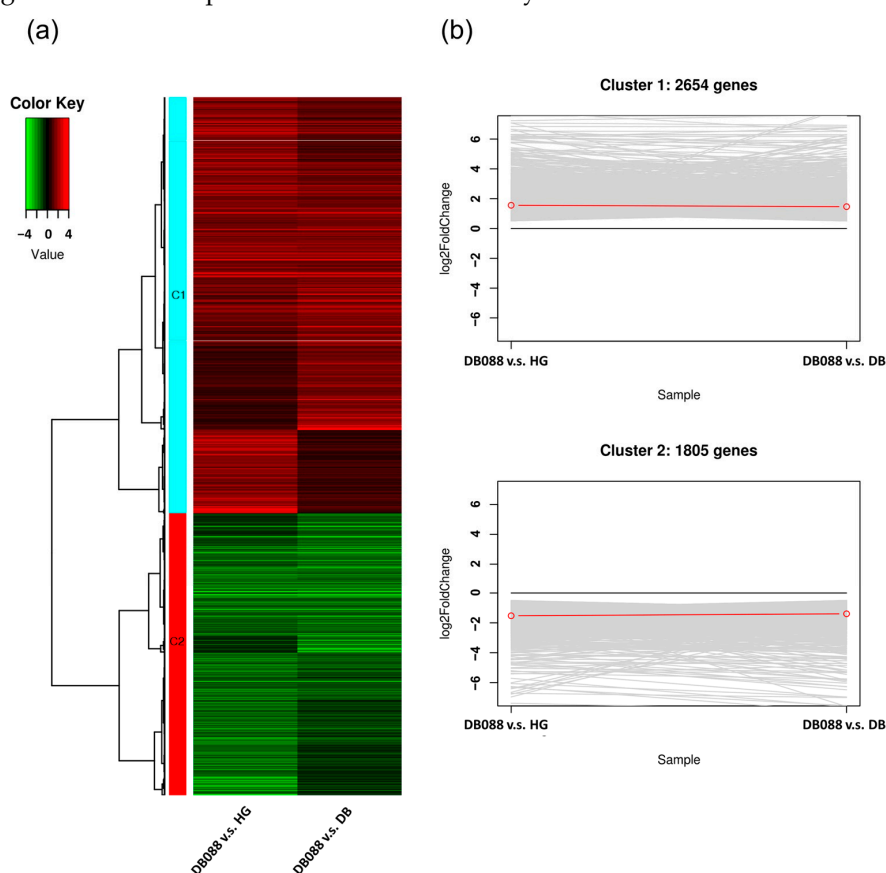 (a)
(b)
Color Key
−4 0 4
Value
C1
C2
DB088 v.s. HG
DB088 v.s. DB
Cluster 1: 2654 genes
6
4
2
0
−2
−4
−6
log2FoldChange
DB088 v.s. HG
DB088 v.s. DB
Sample
Cluster 2: 1805 genes
6
4
2
0
−2
−4
−6
log2FoldChange
DB088 v.s. HG
DB088 v.s. DB
Sample